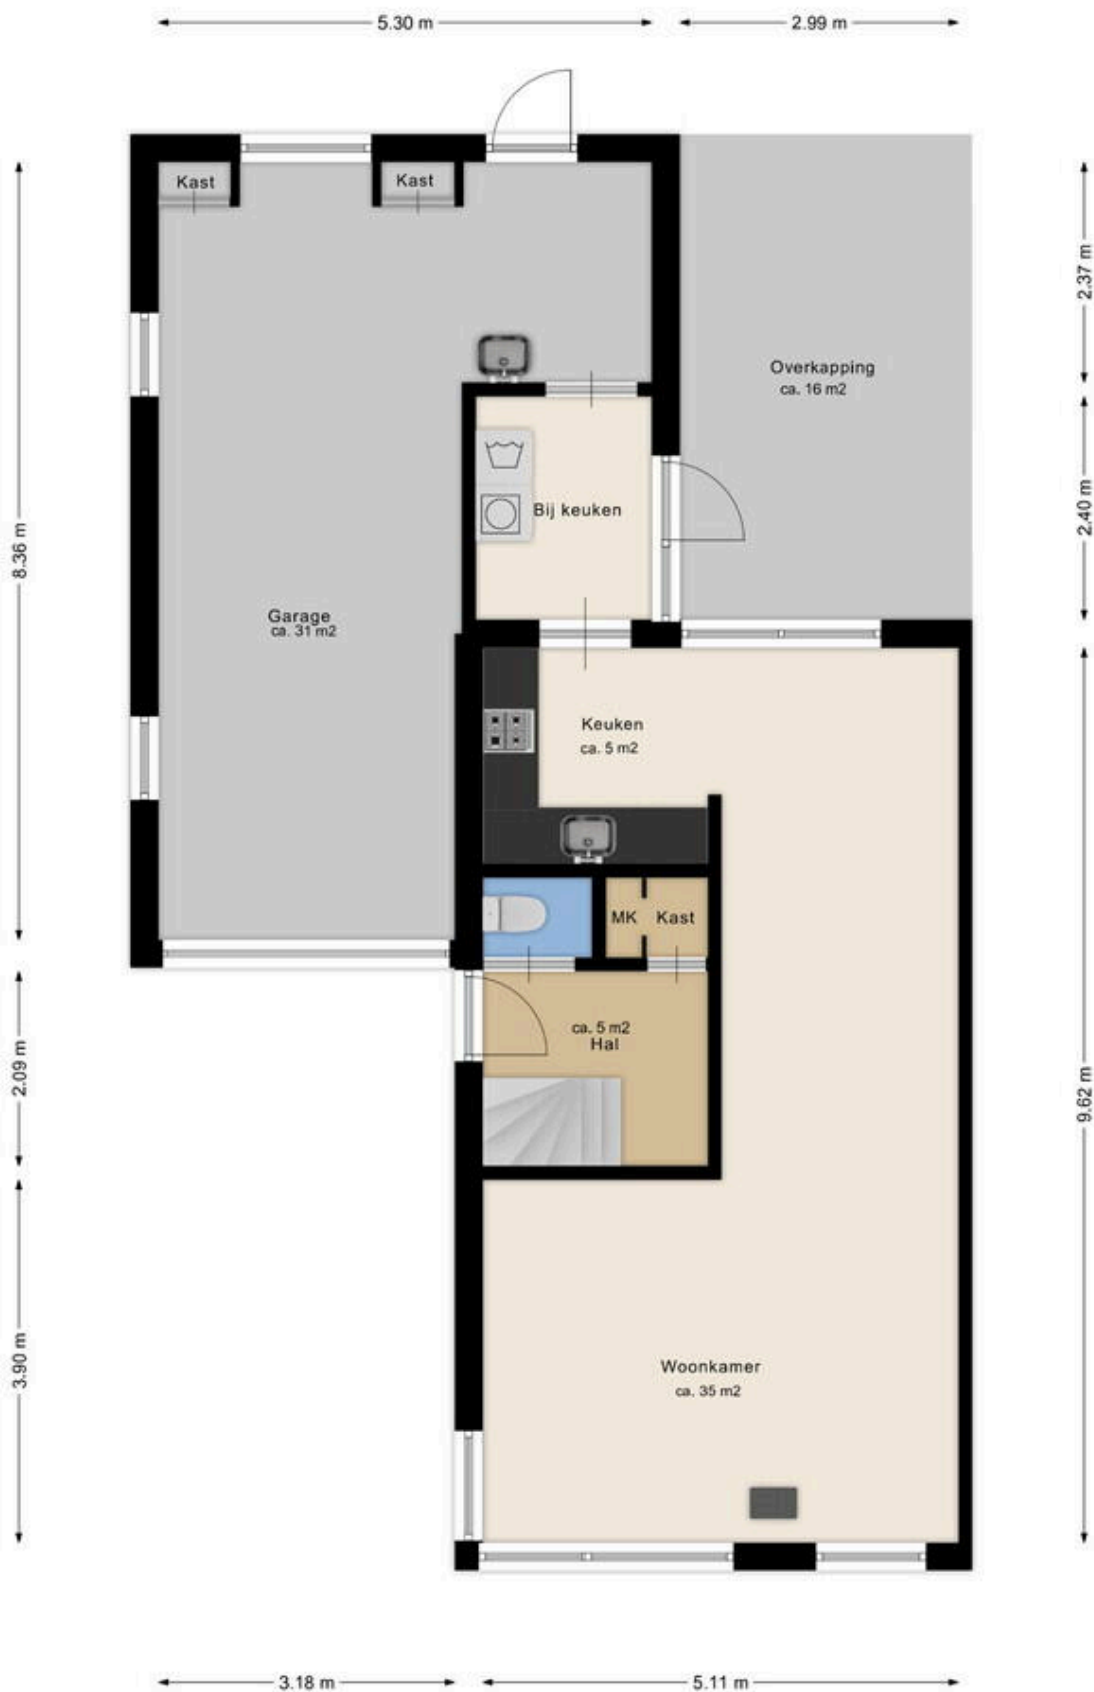 5.30 m
2.99 m
Kast
Kast
2.37 m
Overkapping
ca. 16 m2
2.40 m
Bij keuken
8.36 m
Garage
ca. 31 m2
Keuken
ca. 5 m2
MK
Kast
ca. 5 m2
Hal
2.09 m
9.62 m
3.90 m
Woonkamer
ca. 35 m2
3.18 m
5.11 m